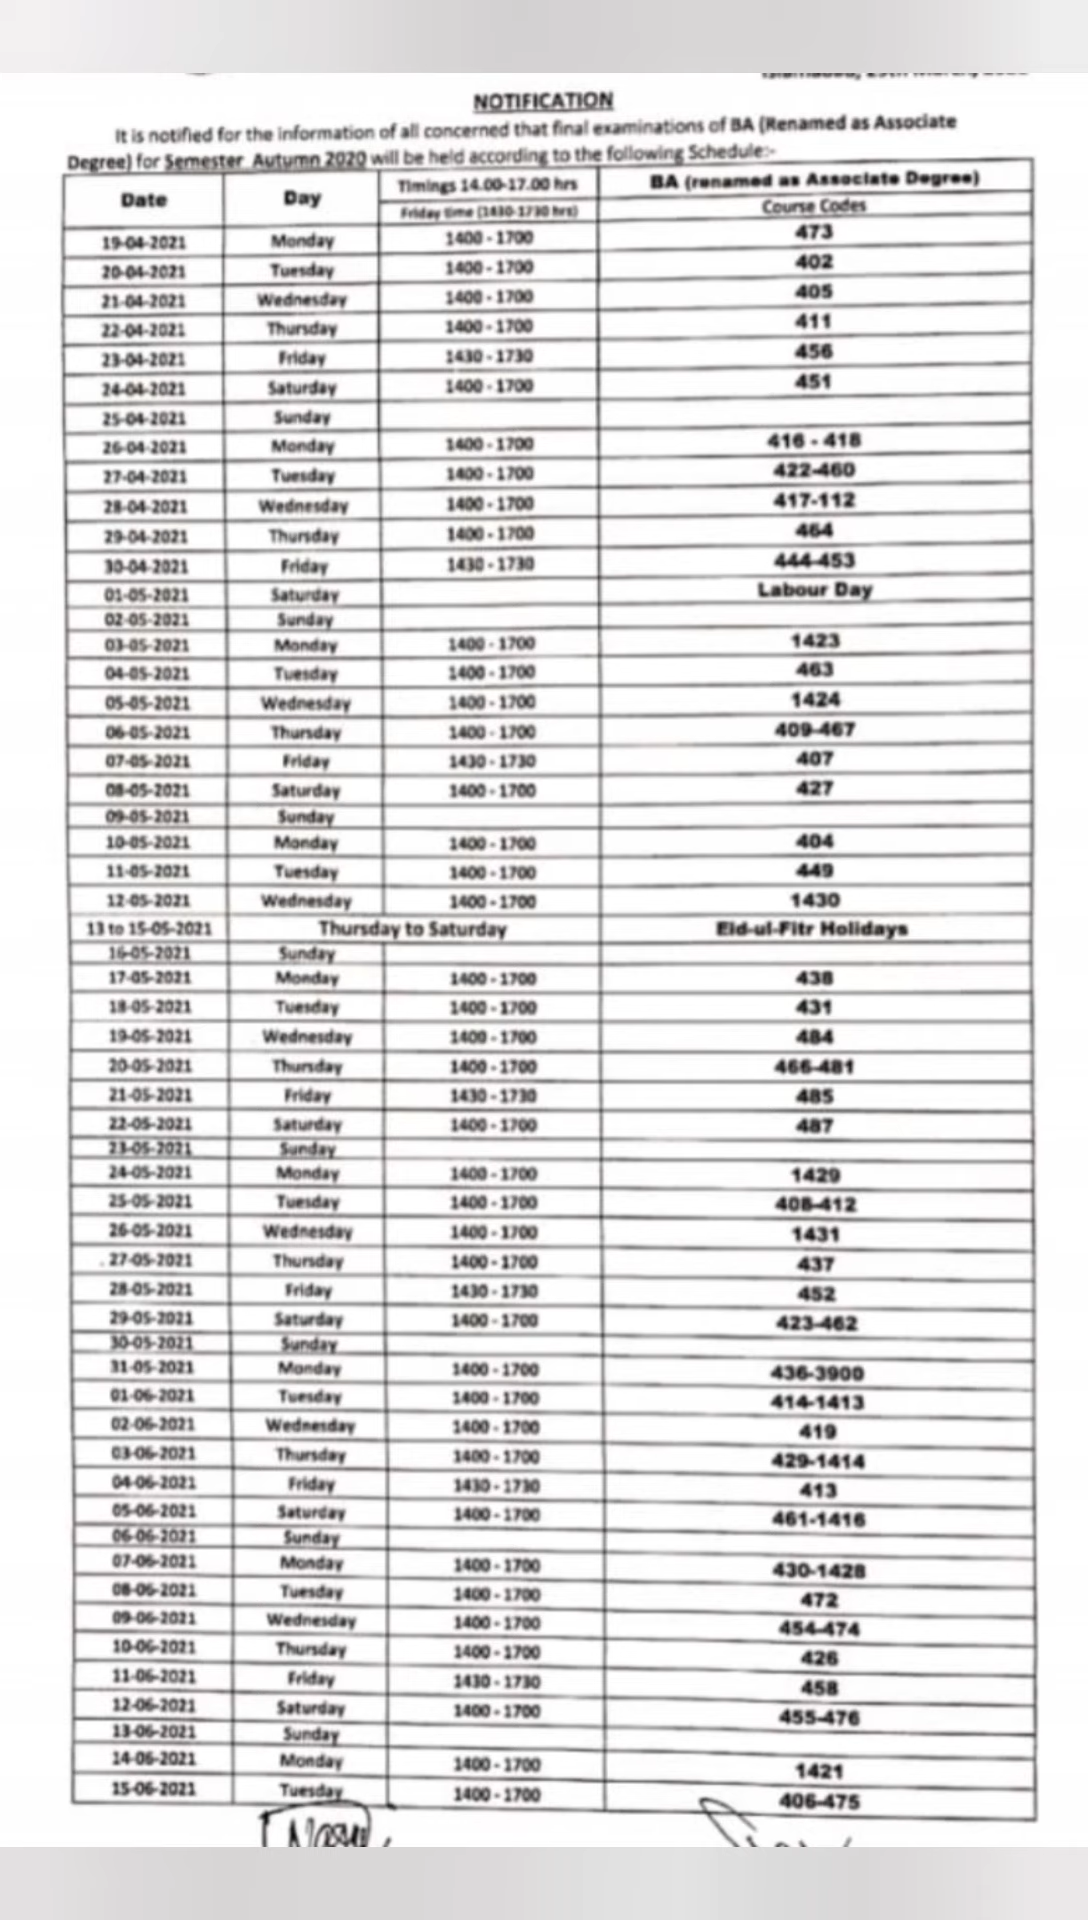 NOTIFICATION
It is notified for the information of all concerned that final examinations of BA (Renamed as Associate
Degree) for Semester Autumn 2020 will be held according to the following Schedule:-
Date Day Timings 14.00-17.00 hrs BA (renamed as Associate Degree)
Friday time (1430-1730 hrs) Course Codes
19-04-2021 Monday 1400 - 1700 473
20-04-2021 Tuesday 1400 - 1700 402
21-04-2021 Wednesday 1400 - 1700 405
22-04-2021 Thursday 1400 - 1700 411
23-04-2021 Friday 1430 - 1730 456
24-04-2021 Saturday 1400 - 1700 451
25-04-2021 Sunday
26-04-2021 Monday 1400 - 1700 416 - 418
27-04-2021 Tuesday 1400 - 1700 422-460
28-04-2021 Wednesday 1400 - 1700 417-112
29-04-2021 Thursday 1400 - 1700 464
30-04-2021 Friday 1430 - 1730 444-453
01-05-2021 Saturday Labour Day
02-05-2021 Sunday
03-05-2021 Monday 1400 - 1700 1423
04-05-2021 Tuesday 1400 - 1700 463
05-05-2021 Wednesday 1400 - 1700 1424
06-05-2021 Thursday 1400 - 1700 409-467
07-05-2021 Friday 1430 - 1730 407
08-05-2021 Saturday 1400 - 1700 427
09-05-2021 Sunday
10-05-2021 Monday 1400 - 1700 404
11-05-2021 Tuesday 1400 - 1700 449
12-05-2021 Wednesday 1400 - 1700 1430
13 to 15-05-2021 Thursday to Saturday Eid-ul-Fitr Holidays
16-05-2021 Sunday
17-05-2021 Monday 1400 - 1700 438
18-05-2021 Tuesday 1400 - 1700 431
19-05-2021 Wednesday 1400 - 1700 484
20-05-2021 Thursday 1400 - 1700 466-481
21-05-2021 Friday 1430 - 1730 485
22-05-2021 Saturday 1400 - 1700 487
23-05-2021 Sunday
24-05-2021 Monday 1400 - 1700 1429
25-05-2021 Tuesday 1400 - 1700 408-412
26-05-2021 Wednesday 1400 - 1700 1431
27-05-2021 Thursday 1400 - 1700 437
28-05-2021 Friday 1430 - 1730 452
29-05-2021 Saturday 1400 - 1700 423-462
30-05-2021 Sunday
31-05-2021 Monday 1400 - 1700 436-3900
01-06-2021 Tuesday 1400 - 1700 414-1413
02-06-2021 Wednesday 1400 - 1700 419
03-06-2021 Thursday 1400 - 1700 429-1414
04-06-2021 Friday 1430 - 1730 413
05-06-2021 Saturday 1400 - 1700 461-1416
06-06-2021 Sunday
07-06-2021 Monday 1400 - 1700 430-1428
08-06-2021 Tuesday 1400 - 1700 472
09-06-2021 Wednesday 1400 - 1700 454-474
10-06-2021 Thursday 1400 - 1700 426
11-06-2021 Friday 1430 - 1730 458
12-06-2021 Saturday 1400 - 1700 455-476
13-06-2021 Sunday
14-06-2021 Monday 1400 - 1700 1421
15-06-2021 Tuesday 1400 - 1700 406-475